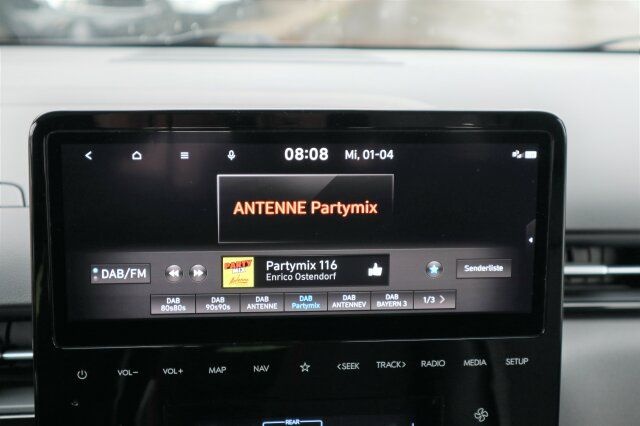 08:08 Mi, 01-04
ANTENNE Partymix
DAB/FM
PARTY
Partymix 116
Enrico Ostendorf
Senderliste
DAB 80s80s
DAB 90s90s
DAB ANTENNE
DAB Partymix
DAB ANTENNEV
DAB BAYERN 3
1/3 >
VOL- VOL+ MAP NAV <SEEK TRACK> RADIO MEDIA SETUP
REAR